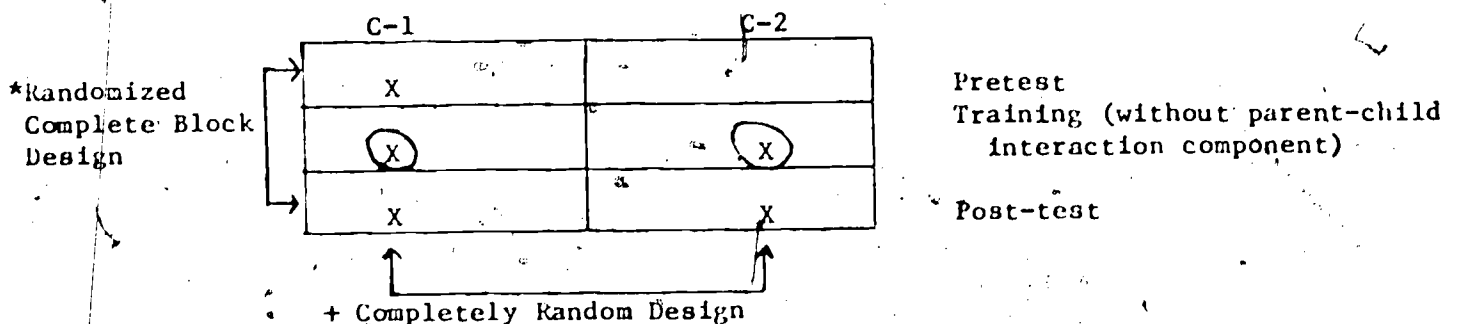 C-1 C-2
*Randomized
Complete Block
Design
X
X X
X X
Pretest
Training (without parent-child
interaction component)
Post-test
+ Completely Random Design